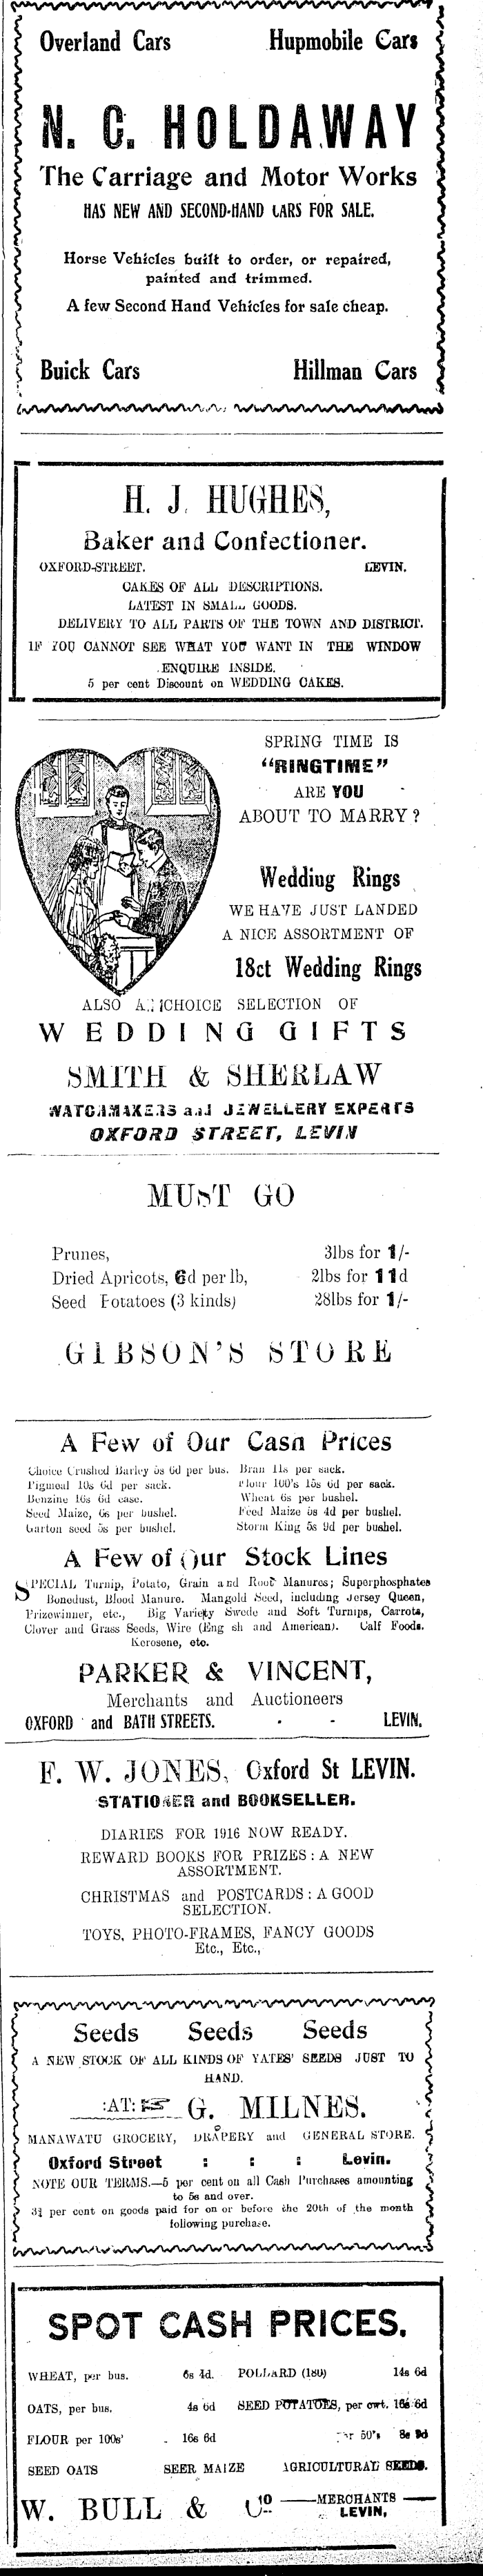 Overland Cars Hupmobile Cars
N. C. HOLDAWAY
The Carriage and Motor Works
HAS NEW AND SECOND-HAND CARS FOR SALE.
Horse Vehicles built to order, or repaired,
painted and trimmed.
A few Second Hand Vehicles for sale cheap.
Buick Cars Hillman Cars
H. J. HUGHES,
Baker and Confectioner.
OXFORD-STREET. LEVIN.
CAKES OF ALL DESCRIPTIONS.
LATEST IN SMALL GOODS.
DELIVERY TO ALL PARTS OF THE TOWN AND DISTRICT.
IF YOU CANNOT SEE WHAT YOU WANT IN THE WINDOW
ENQUIRE INSIDE.
5 per cent Discount on WEDDING CAKES.
SPRING TIME IS
"RINGTIME"
ARE YOU
ABOUT TO MARRY?
Wedding Rings
WE HAVE JUST LANDED
A NICE ASSORTMENT OF
18ct Wedding Rings
ALSO A CHOICE SELECTION OF
WEDDING GIFTS
SMITH & SHERLAW
WATCHMAKERS and JEWELLERY EXPERTS
OXFORD STREET, LEVIN
MUST GO
Prunes, 3lbs for 1/-
Dried Apricots, 6d per lb, 2lbs for 11d
Seed Potatoes (3 kinds) 28lbs for 1/-
GIBSON'S STORE
A Few of Our Cash Prices
Choice Crushed Barley 5s 6d per bus. Bran 11s per sack.
Pigmeal 10s 6d per sack. Flour 100's 15s 6d per sack.
Benzine 16s 6d case. Wheat 6s per bushel.
Seed Maize, 6s per bushel. Feed Maize 5s 4d per bushel.
Garton seed 5s per bushel. Storm King 5s 9d per bushel.
A Few of Our Stock Lines
SPECIAL Turnip, Potato, Grain and Root Manures; Superphosphates
Bonedust, Blood Manure. Mangold Seed, including Jersey Queen,
Prizewinner, etc., Big Variety Swede and Soft Turnips, Carrots,
Clover and Grass Seeds, Wire (English and American). Calf Foods.
Kerosene, etc.
PARKER & VINCENT,
Merchants and Auctioneers
OXFORD and BATH STREETS. - - LEVIN.
F. W. JONES, Oxford St LEVIN.
STATIONER and BOOKSELLER.
DIARIES FOR 1916 NOW READY.
REWARD BOOKS FOR PRIZES: A NEW
ASSORTMENT.
CHRISTMAS and POSTCARDS: A GOOD
SELECTION.
TOYS, PHOTO-FRAMES, FANCY GOODS
Etc., Etc.,
Seeds Seeds Seeds
A NEW STOCK OF ALL KINDS OF YATES' SEEDS JUST TO
HAND.
:AT: ☞ G. MILNES.
MANAWATU GROCERY, DRAPERY and GENERAL STORE.
Oxford Street : : : Levin.
NOTE OUR TERMS.—5 per cent on all Cash Purchases amounting
to 5s and over.
3¾ per cent on goods paid for on or before the 20th of the month
following purchase.
SPOT CASH PRICES.
WHEAT, per bus. 6s 4d. POLLARD (180) 14s 6d
OATS, per bus. 4s 6d SEED POTATOES, per cwt. 16s 6d
FLOUR per 100s' . 16s 6d per 50's 8s 9d
SEED OATS SEED MAIZE AGRICULTURAL SEEDS.
W. BULL & CO MERCHANTS
LEVIN,